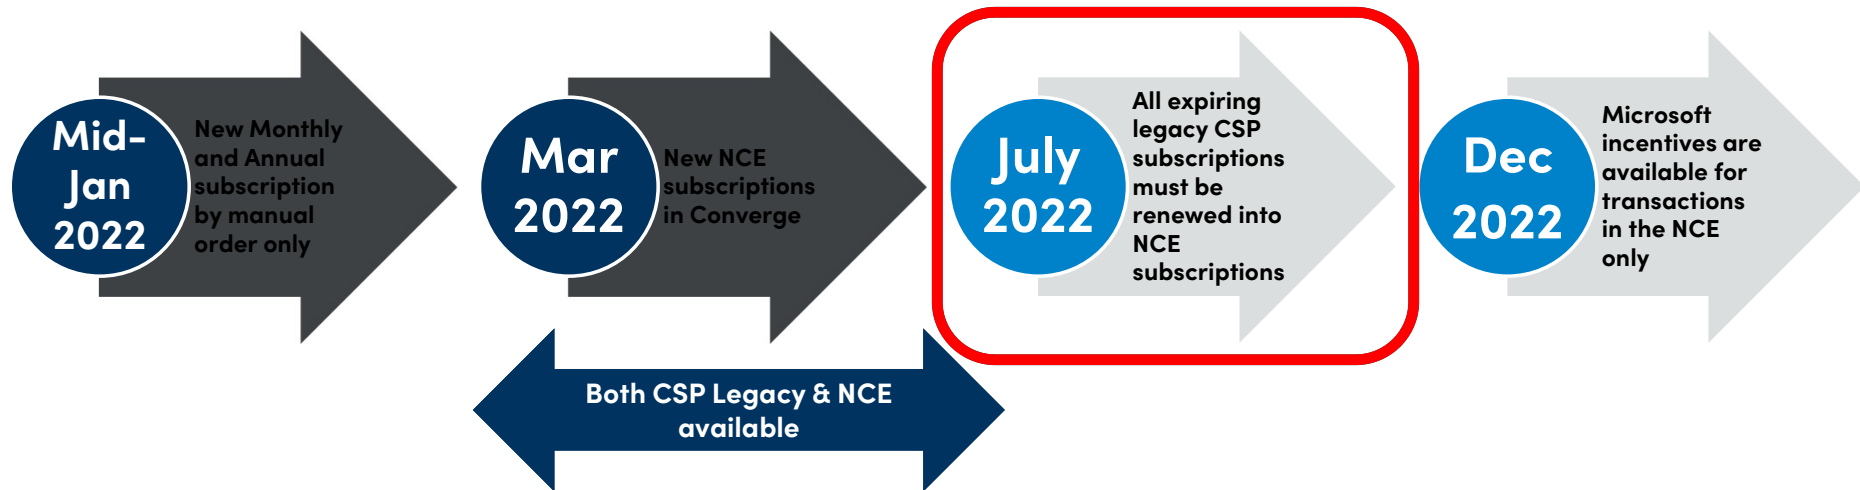 Mid-
Jan
2022
New Monthly
and Annual
subscription
by manual
order only
Mar
2022
New NCE
subscriptions
in Converge
July
2022
All expiring
legacy CSP
subscriptions
must be
renewed into
NCE
subscriptions
Dec
2022
Microsoft
incentives are
available for
transactions
in the NCE
only
Both CSP Legacy & NCE
available